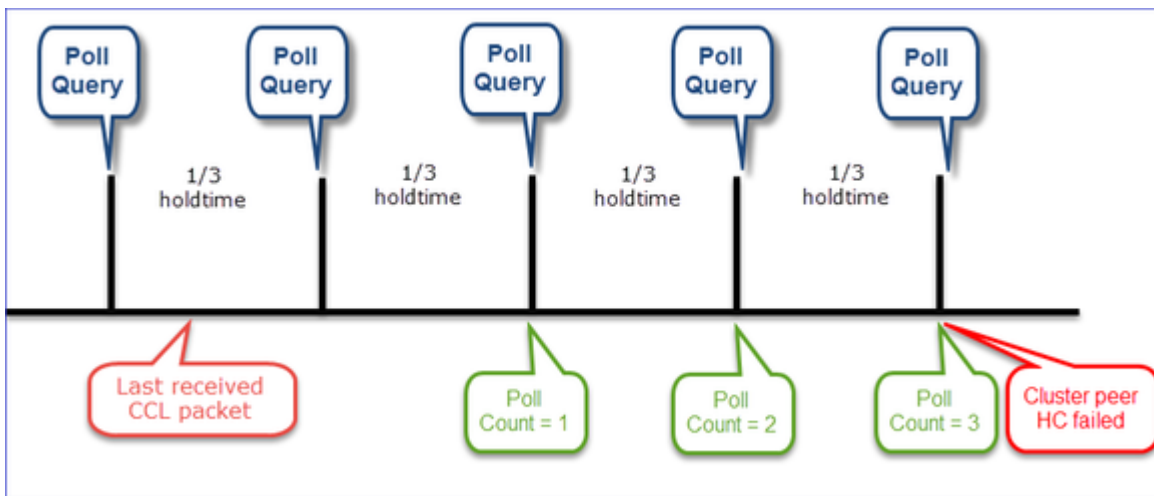 Poll
Query
Poll
Query
Poll
Query
Poll
Query
Poll
Query
1/3
holdtime
1/3
holdtime
1/3
holdtime
1/3
holdtime
Last received
CCL packet
Poll
Count = 1
Poll
Count = 2
Poll
Count = 3
Cluster peer
HC failed